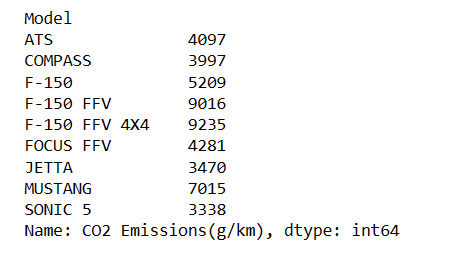 Model
ATS 4097
COMPASS 3997
F-150 5209
F-150 FFV 9016
F-150 FFV 4X4 9235
FOCUS FFV 4281
JETTA 3470
MUSTANG 7015
SONIC 5 3338
Name: CO2 Emissions(g/km), dtype: int64